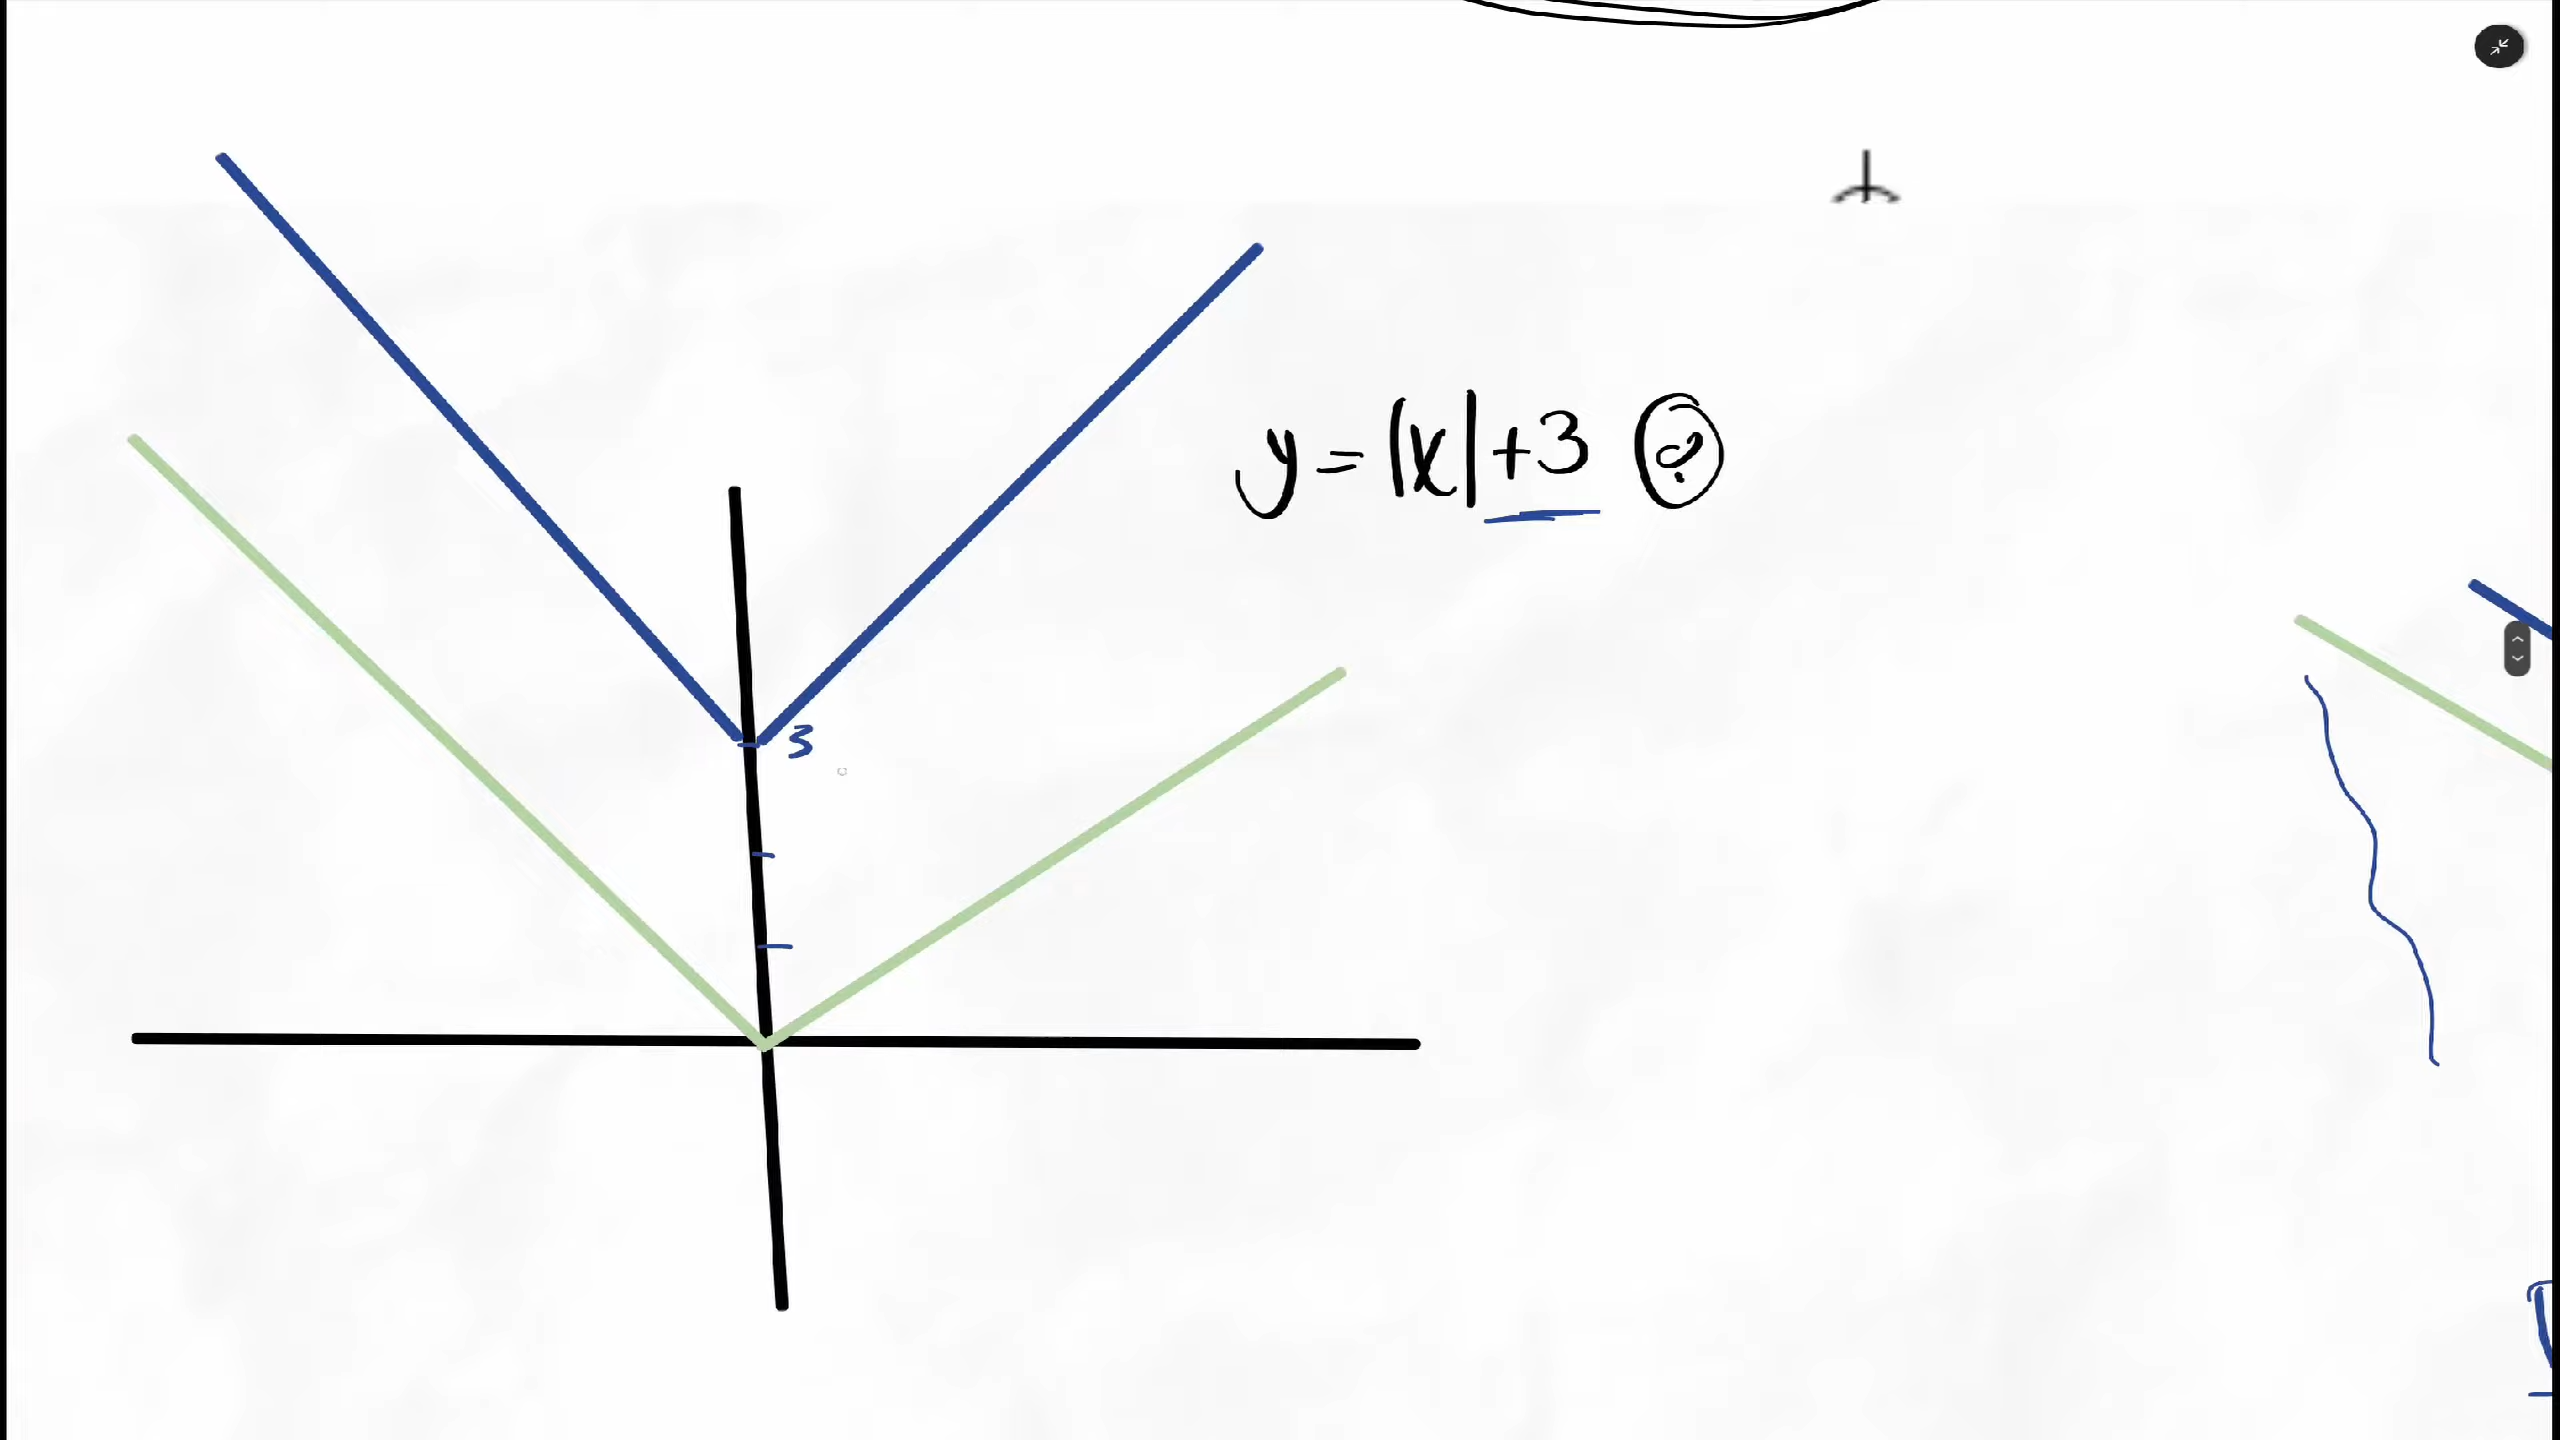 y = |x| + 3 ؟
3